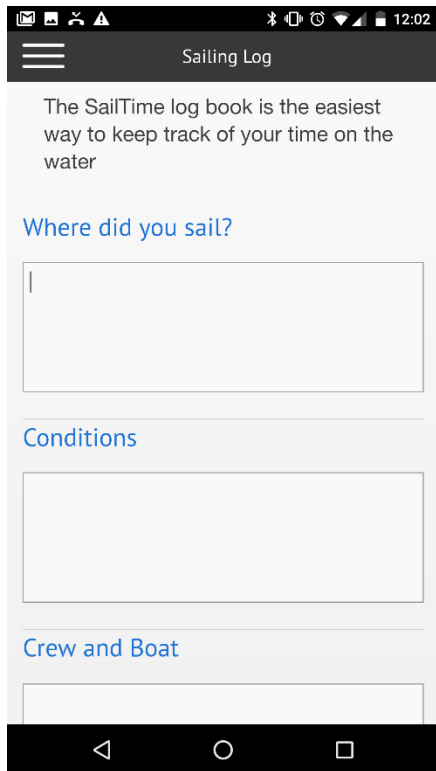 12:02
Sailing Log
The SailTime log book is the easiest
way to keep track of your time on the
water
Where did you sail?
Conditions
Crew and Boat